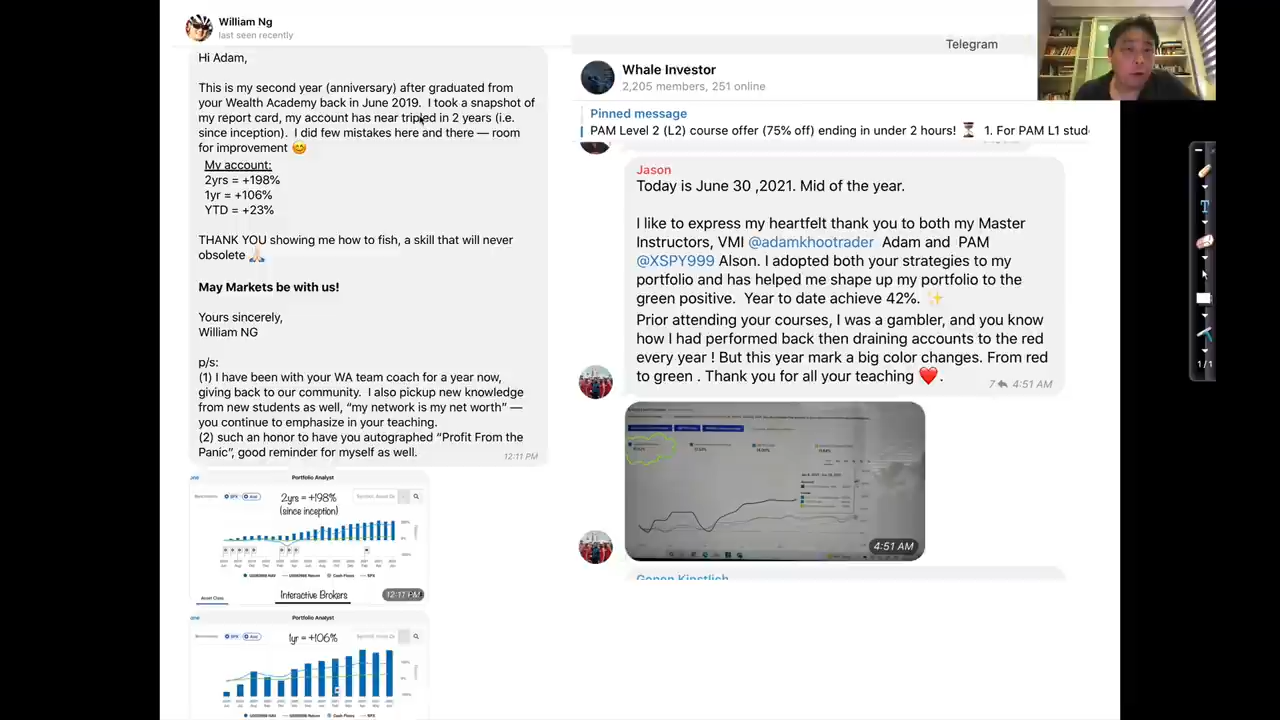 William Ng
last seen recently
Hi Adam,
This is my second year (anniversary) after graduated from
your Wealth Academy back in June 2019. I took a snapshot of
my report card, my account has near tripled in 2 years (i.e.
since inception). I did few mistakes here and there — room
for improvement 😊
My account:
2yrs = +198%
1yr = +106%
YTD = +23%
THANK YOU showing me how to fish, a skill that will never
obsolete 🙏🏻
May Markets be with us!
Yours sincerely,
William NG
p/s:
(1) I have been with your WA team coach for a year now,
giving back to our community. I also pickup new knowledge
from new students as well, “my network is my net worth” —
you continue to emphasize in your teaching.
(2) such an honor to have you autographed “Profit From the
Panic”, good reminder for myself as well.
12:11 PM
Portfolio Analyst
2yrs = +198%
(since inception)
Asset Class
Interactive Brokers
12:11 PM
Portfolio Analyst
1yr = +106%
Telegram
Whale Investor
2,205 members, 251 online
Pinned message
PAM Level 2 (L2) course offer (75% off) ending in under 2 hours! ⏳ 1. For PAM L1 stud
Jason
Today is June 30 ,2021. Mid of the year.
I like to express my heartfelt thank you to both my Master
Instructors, VMI @adamkhootrader Adam and PAM
@XSPY999 Alson. I adopted both your strategies to my
portfolio and has helped me shape up my portfolio to the
green positive. Year to date achieve 42%. ✨
Prior attending your courses, I was a gambler, and you know
how I had performed back then draining accounts to the red
every year ! But this year mark a big color changes. From red
to green . Thank you for all your teaching ❤️.
7 4:51 AM
4:51 AM
Gonen Kinstlich
1/1